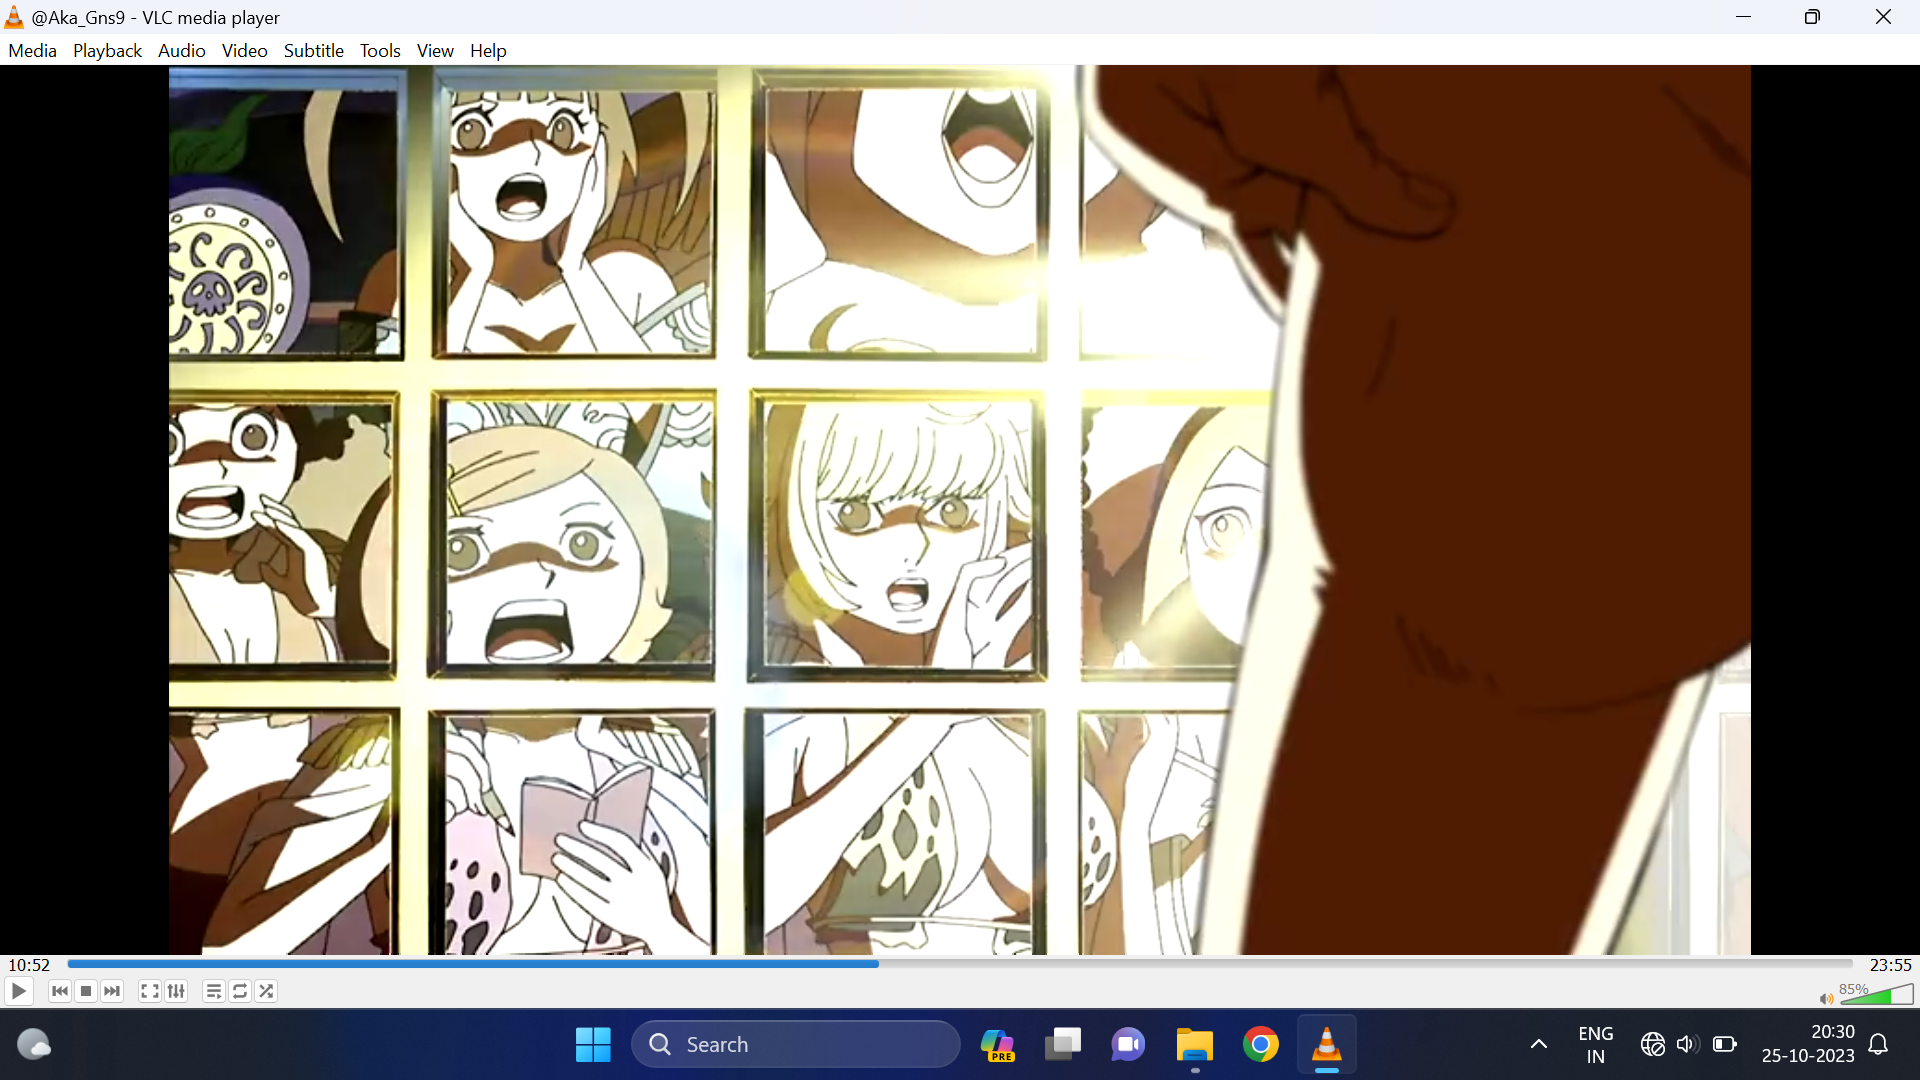 @Aka_Gns9 - VLC media player
Media Playback Audio Video Subtitle Tools View Help
10:52
23:55
85%
Search
PRE
ENG
IN
20:30
25-10-2023